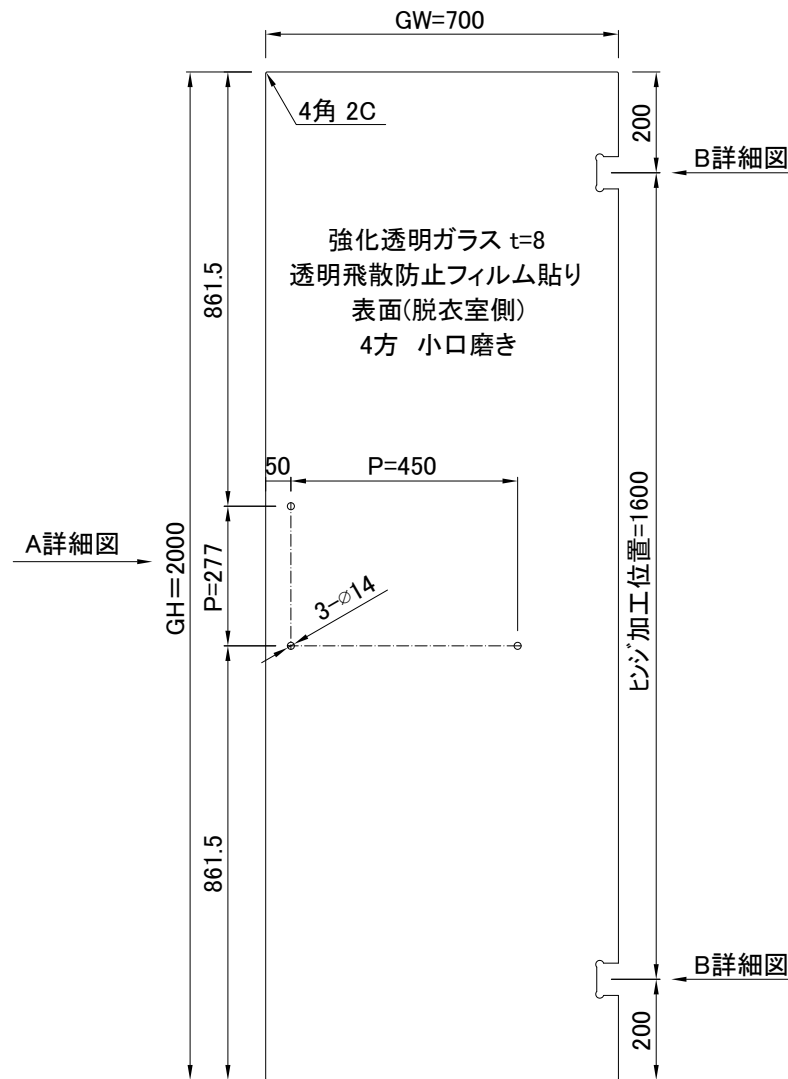 GW=700
4角 2C
200
B詳細図
強化透明ガラス t=8
透明飛散防止フィルム貼り
表面(脱衣室側)
4方　小口磨き
861.5
50
P=450
A詳細図
GH＝2000
P=277
3-⌀14
ﾋﾝｼﾞ加工位置=1600
861.5
B詳細図
200